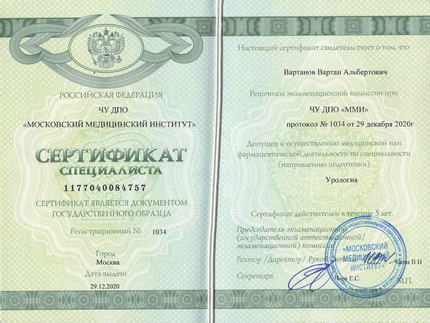 РОССИЙСКАЯ ФЕДЕРАЦИЯ
ЧУ ДПО
«МОСКОВСКИЙ МЕДИЦИНСКИЙ ИНСТИТУТ»
СЕРТИФИКАТ
СПЕЦИАЛИСТА
1177040084757
СЕРТИФИКАТ ЯВЛЯЕТСЯ ДОКУМЕНТОМ
ГОСУДАРСТВЕННОГО ОБРАЗЦА
Регистрационный № 1034
Город
Москва
Дата выдачи
29.12.2020
Настоящий сертификат свидетельствует о том, что
Вартанов Вартан Альбертович
Решением экзаменационной комиссии при
ЧУ ДПО «ММИ»
протокол № 1034 от 29 декабря 2020г
Допущен к осуществлению медицинской или
фармацевтической деятельности по специальности
(направлению подготовки)
Урология
Сертификат действителен в течение 5 лет.
Председатель экзаменационной
(государственной аттестационной/
экзаменационной) комиссии
Ректор /Директор/
Секретарь
Е.С.
М.П.
«МОСКОВСКИЙ
МЕДИЦИНСКИЙ
ИНСТИТУТ»